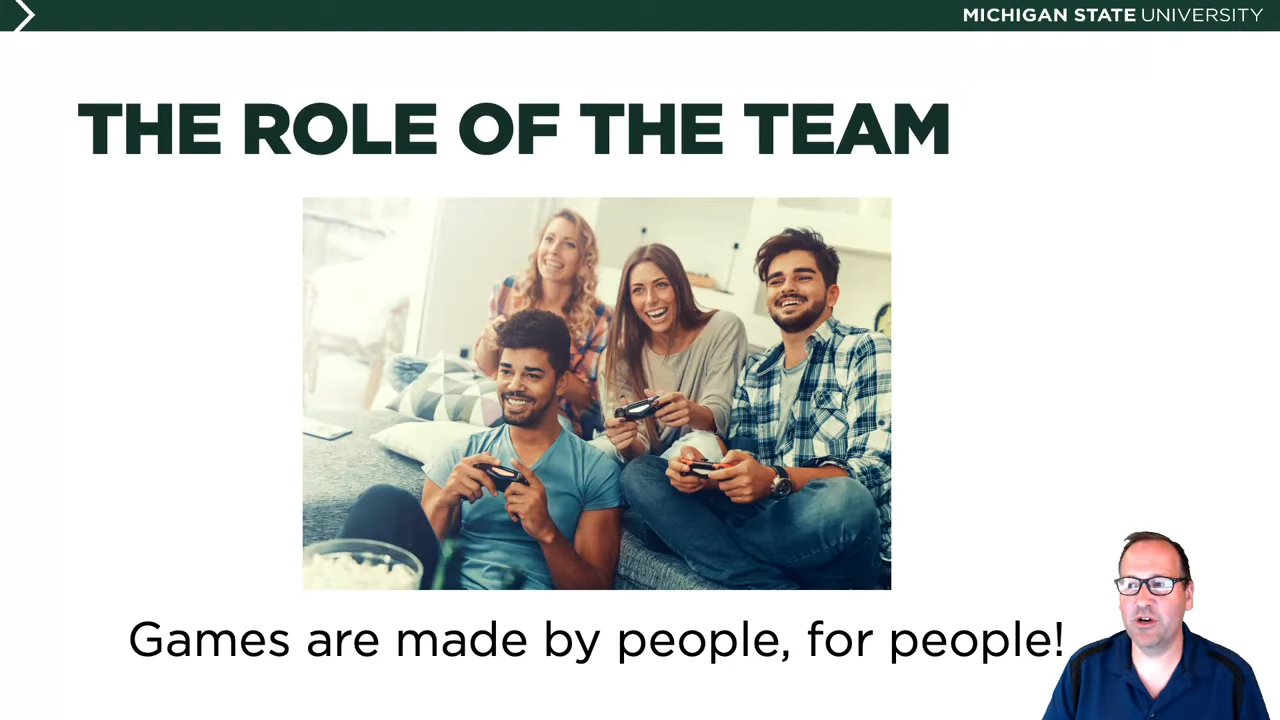 MICHIGAN STATE UNIVERSITY
THE ROLE OF THE TEAM
Games are made by people, for people!